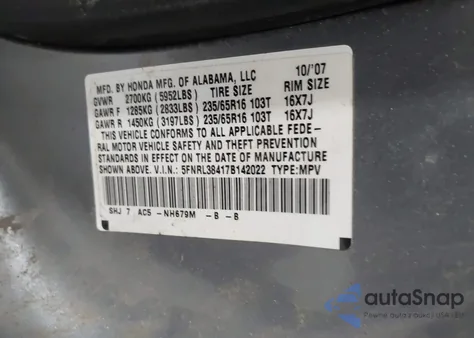 MFD. BY HONDA MFG. OF ALABAMA, LLC 10/'07
GVWR 2700KG (5952LBS) TIRE SIZE RIM SIZE
GAWR F 1285KG (2833LBS) 235/65R16 103T 16X7J
GAWR R 1450KG (3197LBS) 235/65R16 103T 16X7J
THIS VEHICLE CONFORMS TO ALL APPLICABLE FEDE-
RAL MOTOR VEHICLE SAFETY AND THEFT PREVENTION
STANDARDS IN EFFECT ON THE DATE OF MANUFACTURE
SHOWN ABOVE. V.I.N: 5FNRL38417B142022 TYPE: MPV
SHJ 7 AC5 -NH679M -B -B
autoSnap